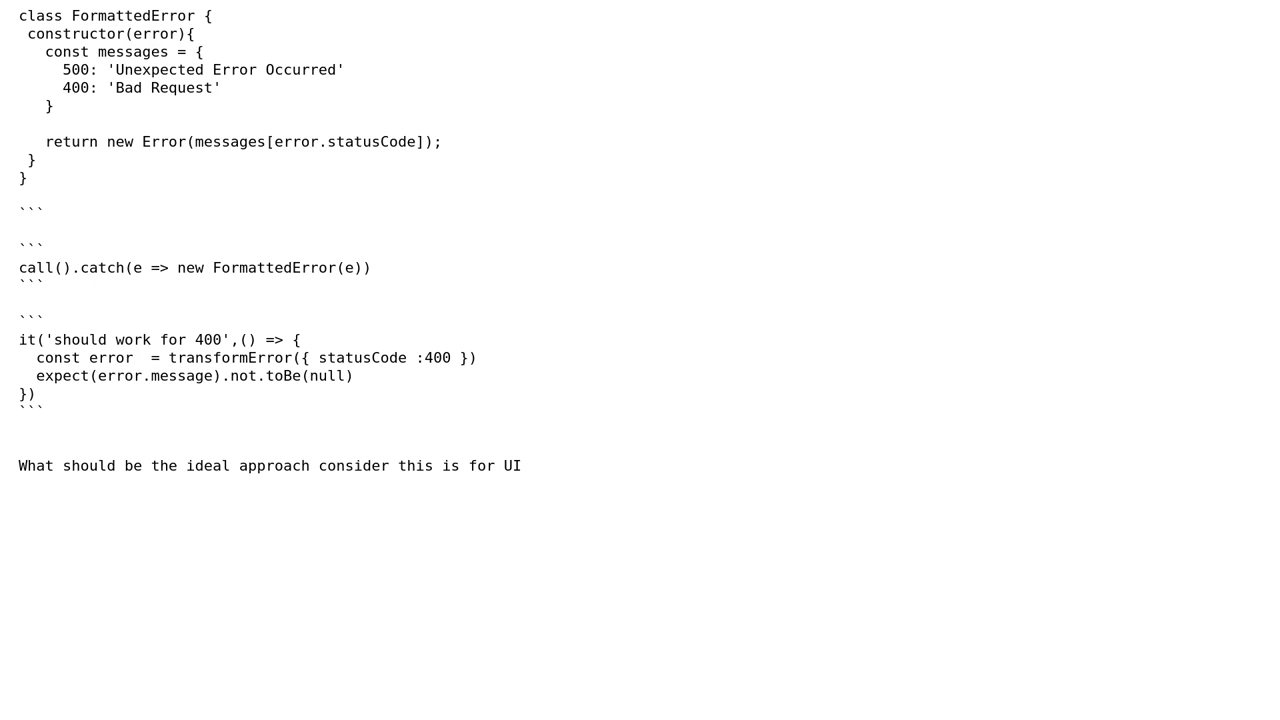 class FormattedError {
 constructor(error){
   const messages = {
     500: 'Unexpected Error Occurred'
     400: 'Bad Request'
   }

   return new Error(messages[error.statusCode]);
 }
}

```

```
call().catch(e => new FormattedError(e))
```

```
it('should work for 400',() => {
  const error  = transformError({ statusCode :400 })
  expect(error.message).not.toBe(null)
})
```


What should be the ideal approach consider this is for UI